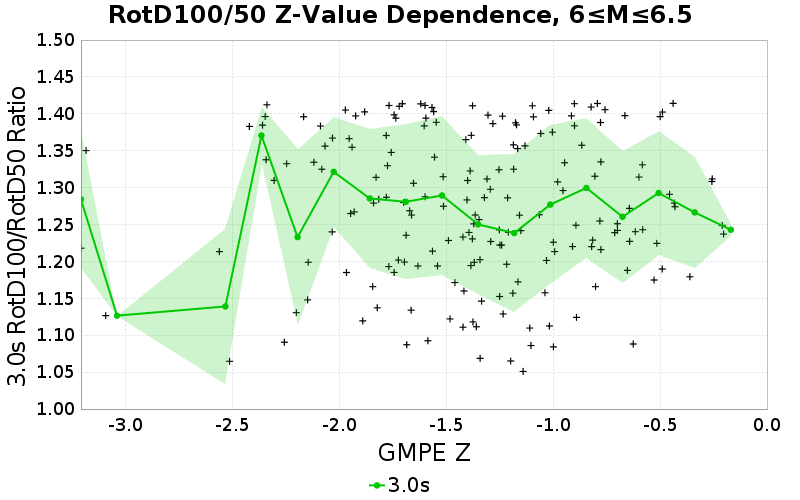 RotD100/50 Z-Value Dependence, 6≤M≤6.5
3.0s RotD100/RotD50 Ratio
1.50
1.45
1.40
1.35
1.30
1.25
1.20
1.15
1.10
1.05
1.00
-3.0 -2.5 -2.0 -1.5 -1.0 -0.5 0.0
GMPE Z
3.0s